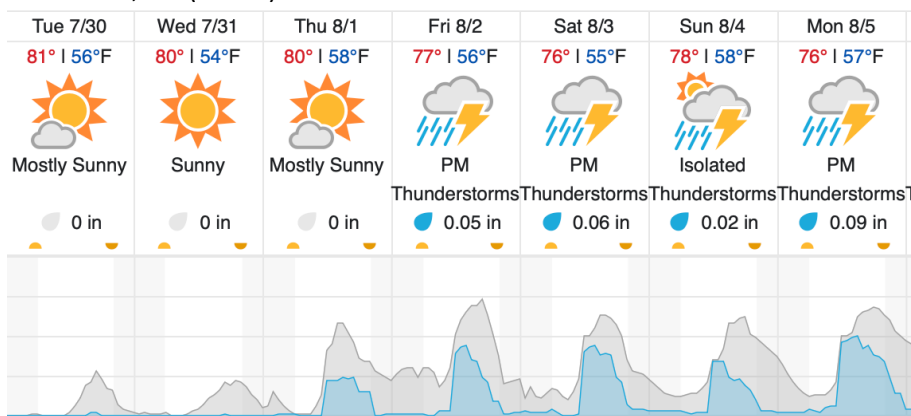 Tue 7/30 Wed 7/31 Thu 8/1 Fri 8/2 Sat 8/3 Sun 8/4 Mon 8/5
81° | 56°F 80° | 54°F 80° | 58°F 77° | 56°F 76° | 55°F 78° | 58°F 76° | 57°F
Mostly Sunny Sunny Mostly Sunny PM PM Isolated PM
Thunderstorms Thunderstorms Thunderstorms Thunderstorms
0 in 0 in 0 in 0.05 in 0.06 in 0.02 in 0.09 in